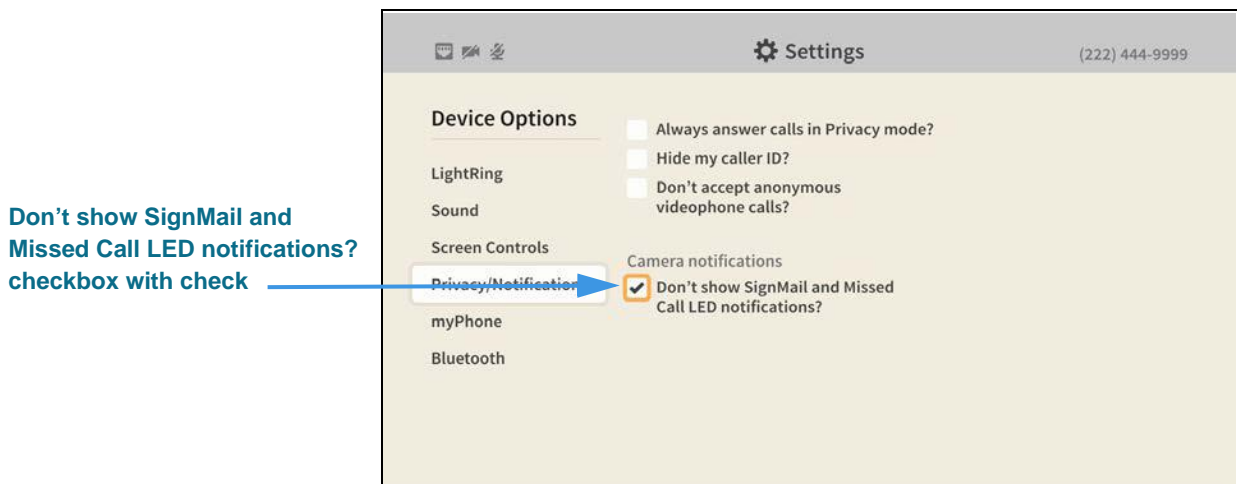 Settings
(222) 444-9999
Device Options
LightRing
Sound
Screen Controls
Privacy/Notification
myPhone
Bluetooth
Always answer calls in Privacy mode?
Hide my caller ID?
Don't accept anonymous
videophone calls?
Camera notifications
Don't show SignMail and Missed
Call LED notifications?
Don't show SignMail and
Missed Call LED notifications?
checkbox with check